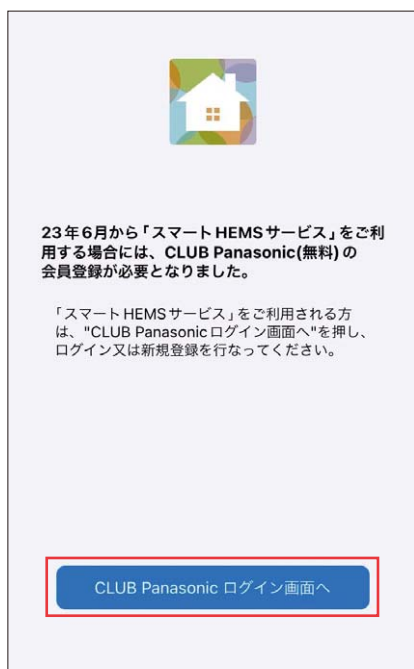 23年6月から「スマートHEMSサービス」をご利
用する場合には、CLUB Panasonic(無料)の
会員登録が必要となりました。
「スマートHEMSサービス」をご利用される方
は、"CLUB Panasonicログイン画面へ"を押し、
ログイン又は新規登録を行なってください。
CLUB Panasonic ログイン画面へ